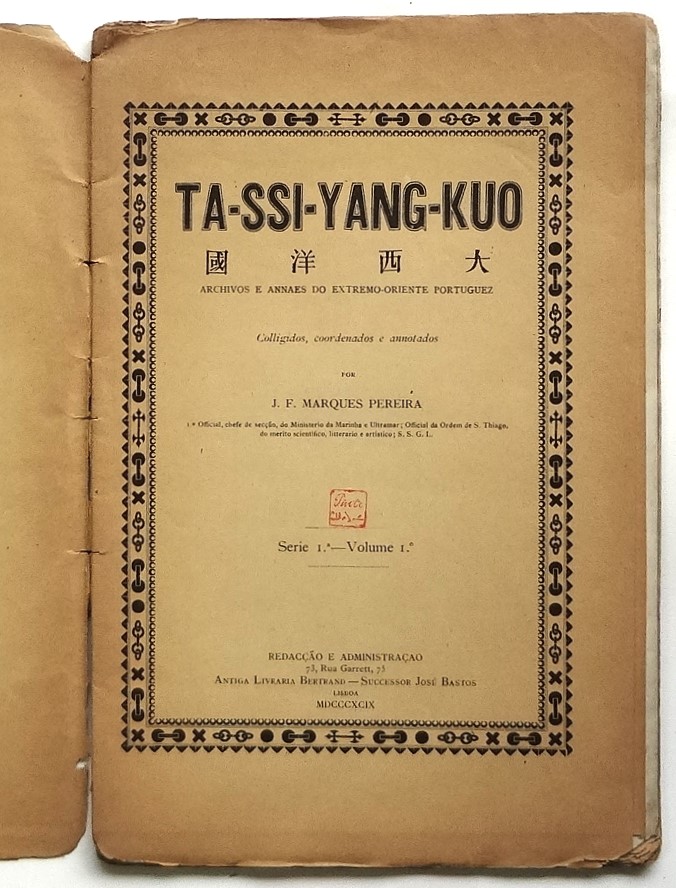 TA-SSI-YANG-KUO
國 洋 西 大
ARCHIVOS E ANNAES DO EXTREMO-ORIENTE PORTUGUEZ
Colligidos, coordenados e annotados
POR
J. F. MARQUES PEREIRA
1.º Official, chefe de secção, do Ministerio da Marinha e Ultramar; Official da Ordem de S. Thiago,
do merito scientifico, litterario e artistico; S. S. G. L.
Serie 1.ª—Volume 1.º
REDACÇÃO E ADMINISTRAÇAO
73, Rua Garrett, 75
ANTIGA LIVRARIA BERTRAND — SUCCESSOR JOSÉ BASTOS
LISBOA
MDCCCXCIX